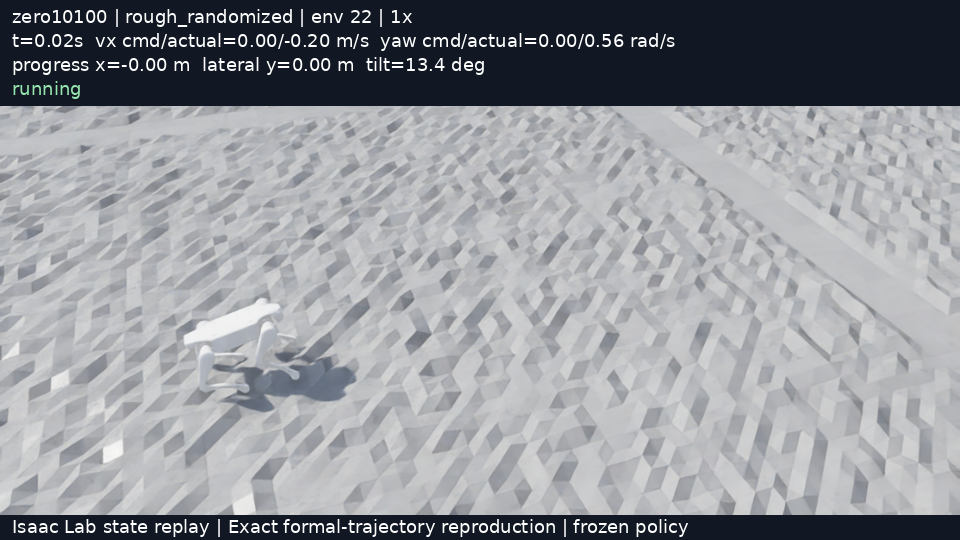 zero10100 | rough_randomized | env 22 | 1x
t=0.02s  vx cmd/actual=0.00/-0.20 m/s  yaw cmd/actual=0.00/0.56 rad/s
progress x=-0.00 m  lateral y=0.00 m  tilt=13.4 deg
running
Isaac Lab state replay | Exact formal-trajectory reproduction | frozen policy